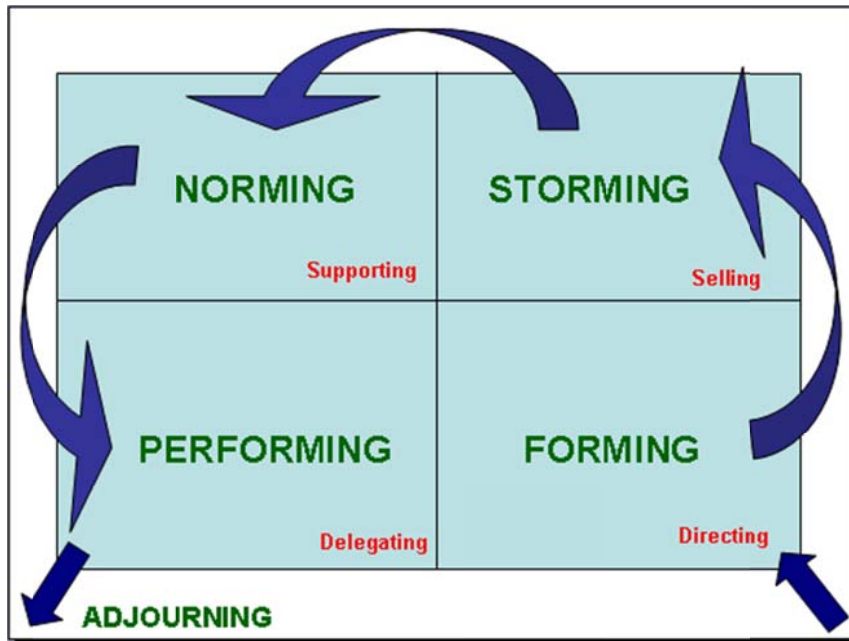 NORMING
STORMING
Supporting
Selling
PERFORMING
FORMING
Delegating
Directing
ADJOURNING